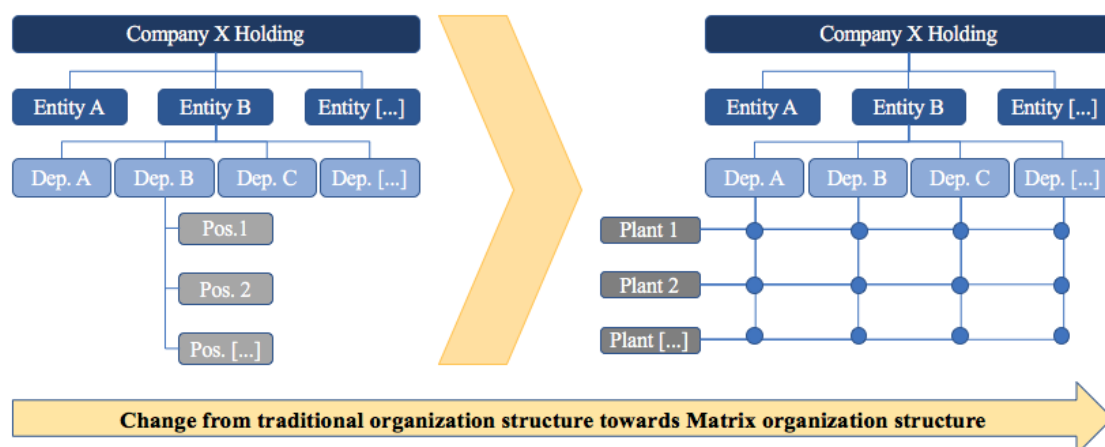 Company X Holding
Entity A
Entity B
Entity [...]
Dep. A
Dep. B
Dep. C
Dep. [...]
Pos.1
Pos. 2
Pos. [...]
Company X Holding
Entity A
Entity B
Entity [...]
Dep. A
Dep. B
Dep. C
Dep. [...]
Plant 1
Plant 2
Plant [...]
Change from traditional organization structure towards Matrix organization structure